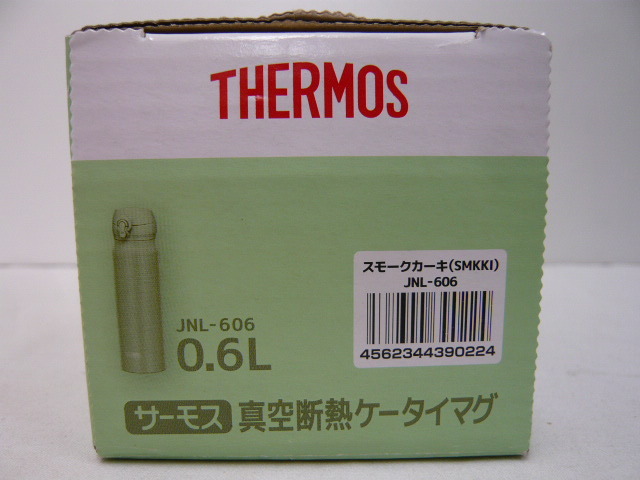 THERMOS
スモークカーキ(SMKKI)
JNL-606
4562344390224
JNL-606
0.6L
サーモス 真空断熱ケータイマグ